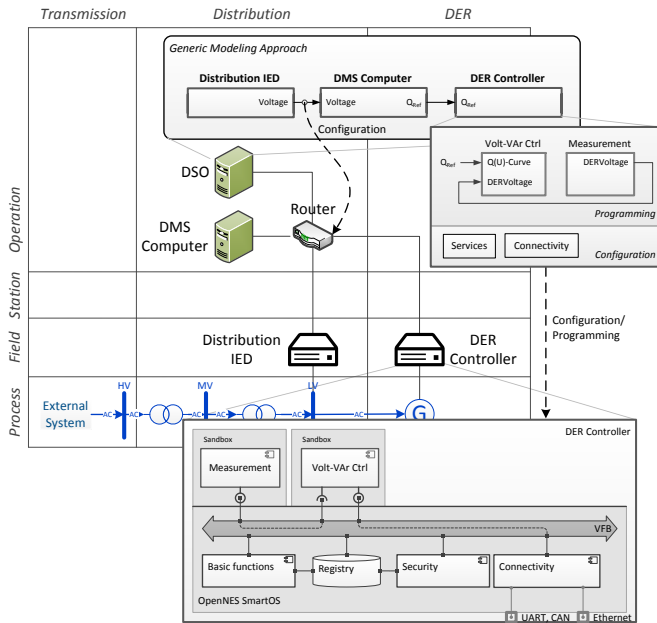 Transmission
Distribution
DER
Generic Modeling Approach
Distribution IED
DMS Computer
DER Controller
Voltage
Voltage
QRef
QRef
Configuration
Volt-VAr Ctrl
Measurement
QRef
Q(U)-Curve
DERVoltage
DERVoltage
Programming
Services
Connectivity
Configuration
Operation
DSO
DMS
Computer
Router
Station
Configuration/
Programming
Field
Distribution
IED
DER
Controller
Process
External
System
HV
MV
LV
AC
AC
AC
AC
AC
AC
G
DER Controller
Sandbox
Sandbox
Measurement
Volt-VAr Ctrl
VFB
Basic functions
Registry
Security
Connectivity
OpenNES SmartOS
UART, CAN
Ethernet